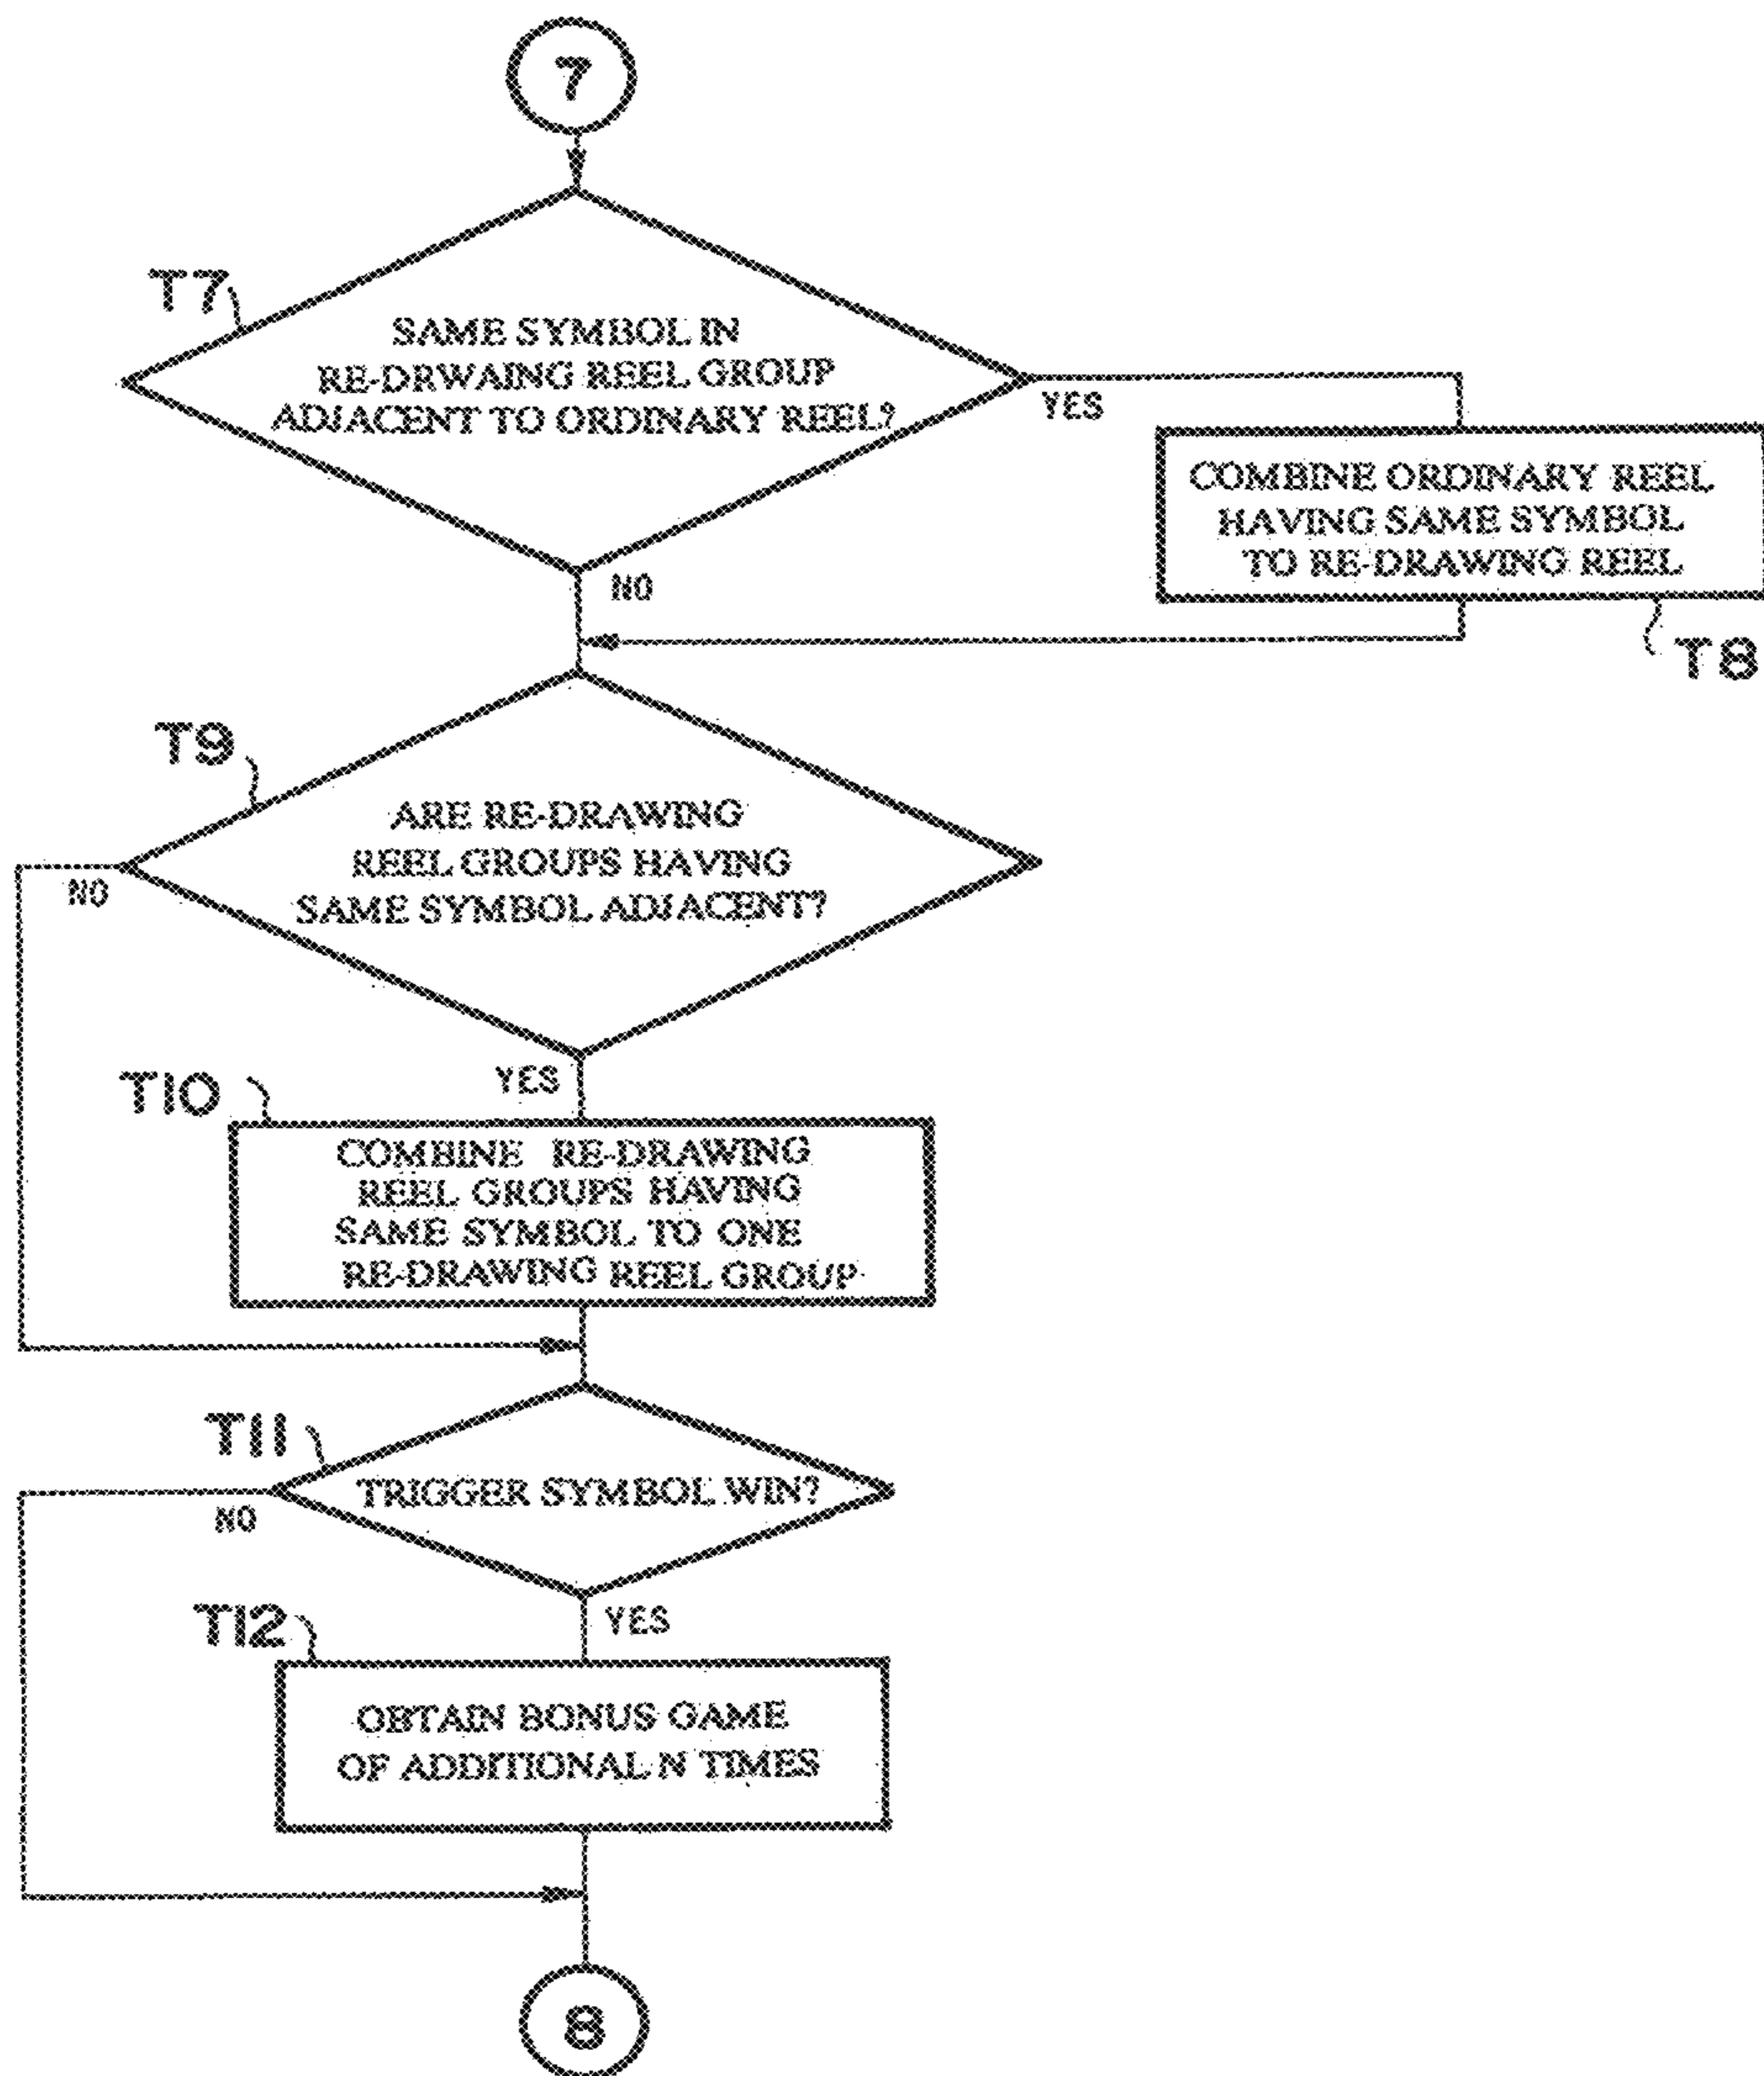 7
T7
SAME SYMBOL IN
RE-DRWAING REEL GROUP
ADJACENT TO ORDINARY REEL?
YES
COMBINE ORDINARY REEL
HAVING SAME SYMBOL
TO RE-DRAWING REEL
NO
T8
T9
ARE RE-DRAWING
REEL GROUPS HAVING
SAME SYMBOL ADJACENT?
NO
YES
T10
COMBINE RE-DRAWING
REEL GROUPS HAVING
SAME SYMBOL TO ONE
RE-DRAWING REEL GROUP
T11
TRIGGER SYMBOL WIN?
NO
YES
T12
OBTAIN BONUS GAME
OF ADDITIONAL N TIMES
8